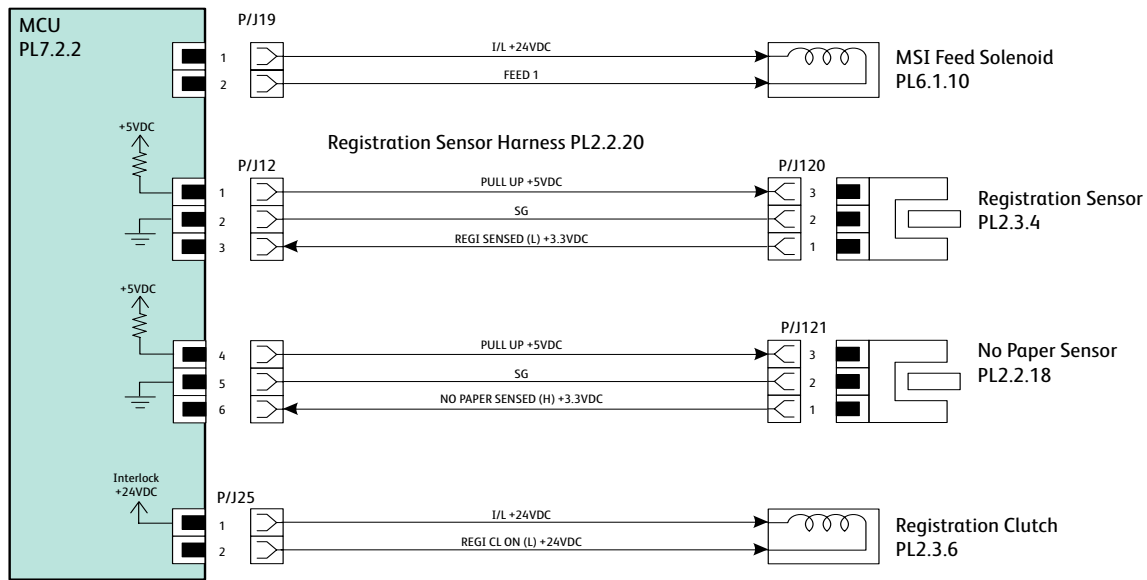 MCU
PL7.2.2
P/J19
1
I/L +24VDC
2
FEED 1
MSI Feed Solenoid
PL6.1.10
Registration Sensor Harness PL2.2.20
+5VDC
P/J12
P/J120
1
PULL UP +5VDC
3
2
SG
2
3
REGI SENSED (L) +3.3VDC
1
Registration Sensor
PL2.3.4
+5VDC
P/J121
4
PULL UP +5VDC
3
5
SG
2
6
NO PAPER SENSED (H) +3.3VDC
1
No Paper Sensor
PL2.2.18
Interlock
+24VDC
P/J25
1
I/L +24VDC
2
REGI CL ON (L) +24VDC
Registration Clutch
PL2.3.6